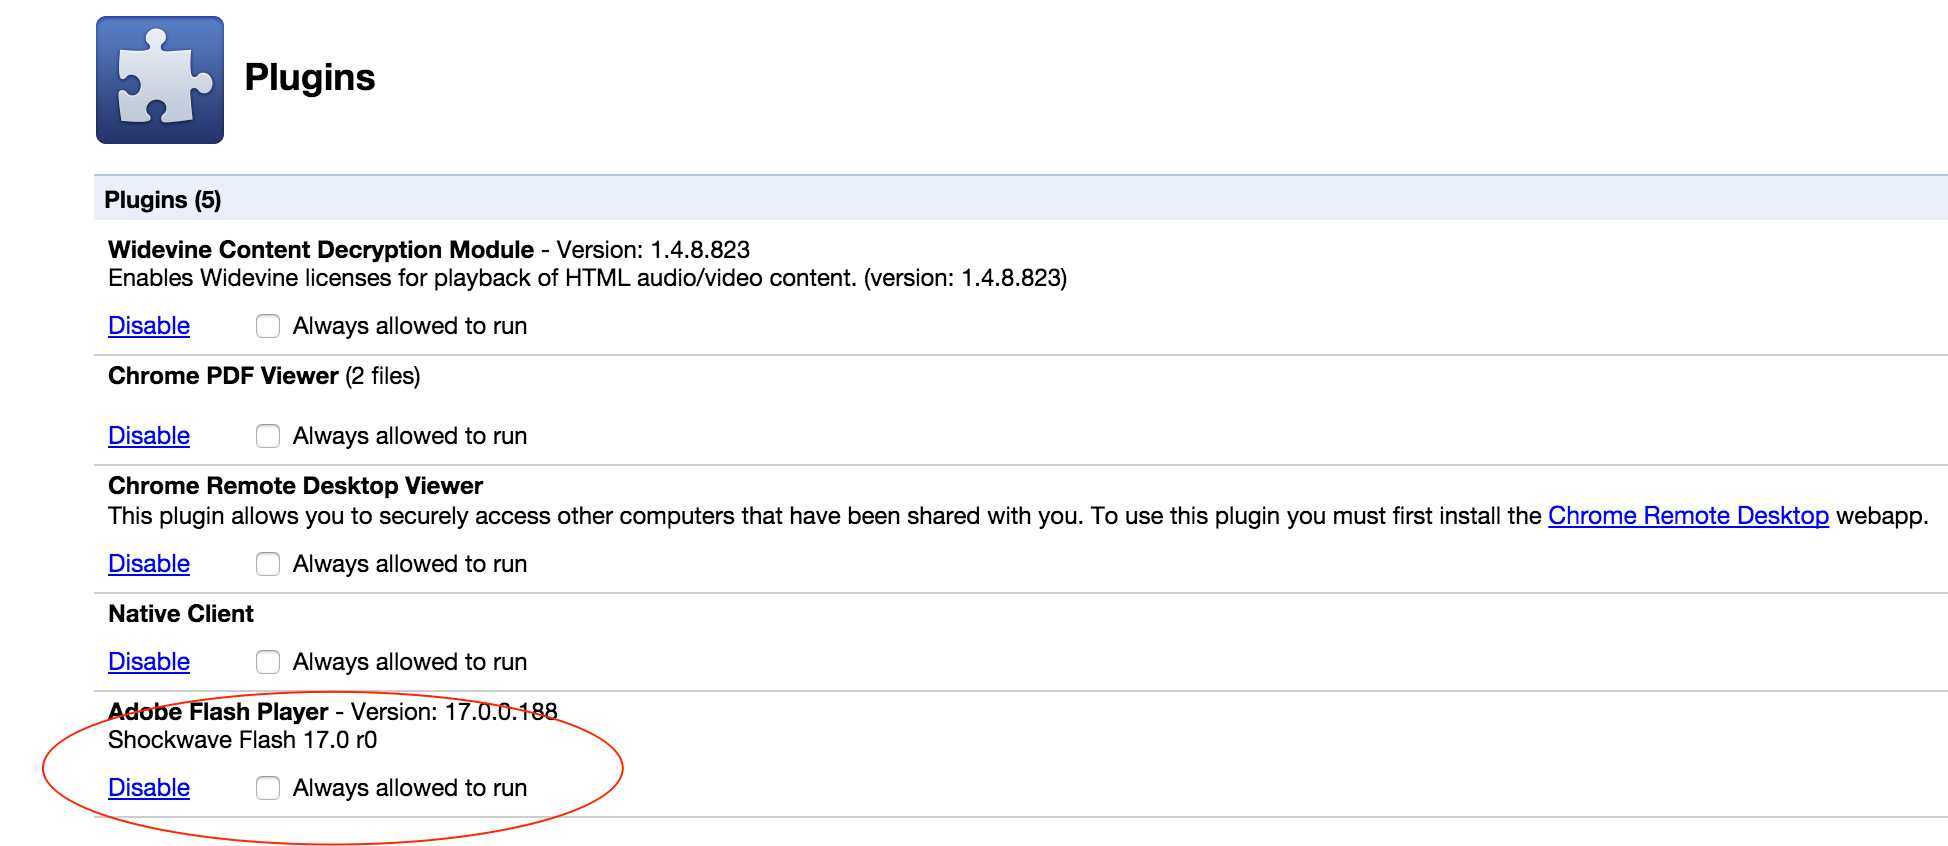 Plugins
Plugins (5)
Widevine Content Decryption Module - Version: 1.4.8.823
Enables Widevine licenses for playback of HTML audio/video content. (version: 1.4.8.823)
Disable Always allowed to run
Chrome PDF Viewer (2 files)
Disable Always allowed to run
Chrome Remote Desktop Viewer
This plugin allows you to securely access other computers that have been shared with you. To use this plugin you must first install the Chrome Remote Desktop webapp.
Disable Always allowed to run
Native Client
Disable Always allowed to run
Adobe Flash Player - Version: 17.0.0.188
Shockwave Flash 17.0 r0
Disable Always allowed to run